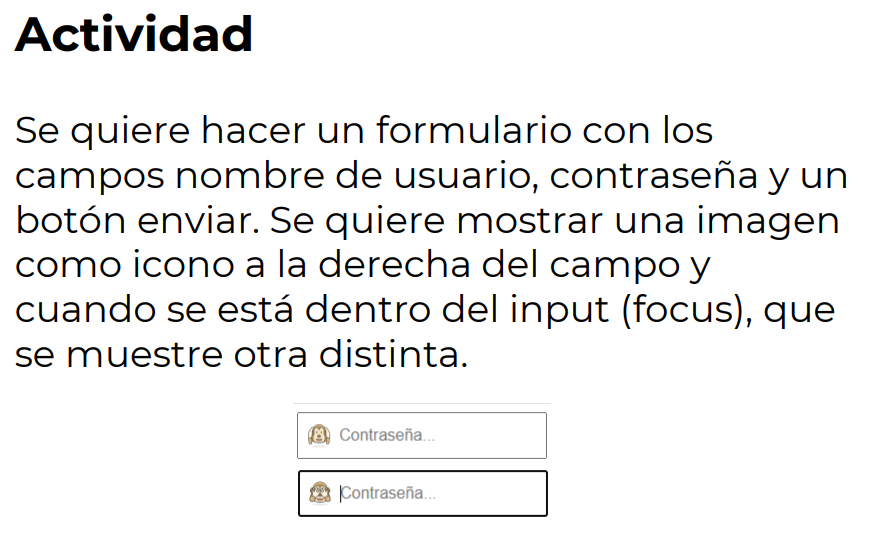 Actividad
Se quiere hacer un formulario con los
campos nombre de usuario, contraseña y un
botón enviar. Se quiere mostrar una imagen
como icono a la derecha del campo y
cuando se está dentro del input (focus), que
se muestre otra distinta.
Contraseña...
Contraseña...